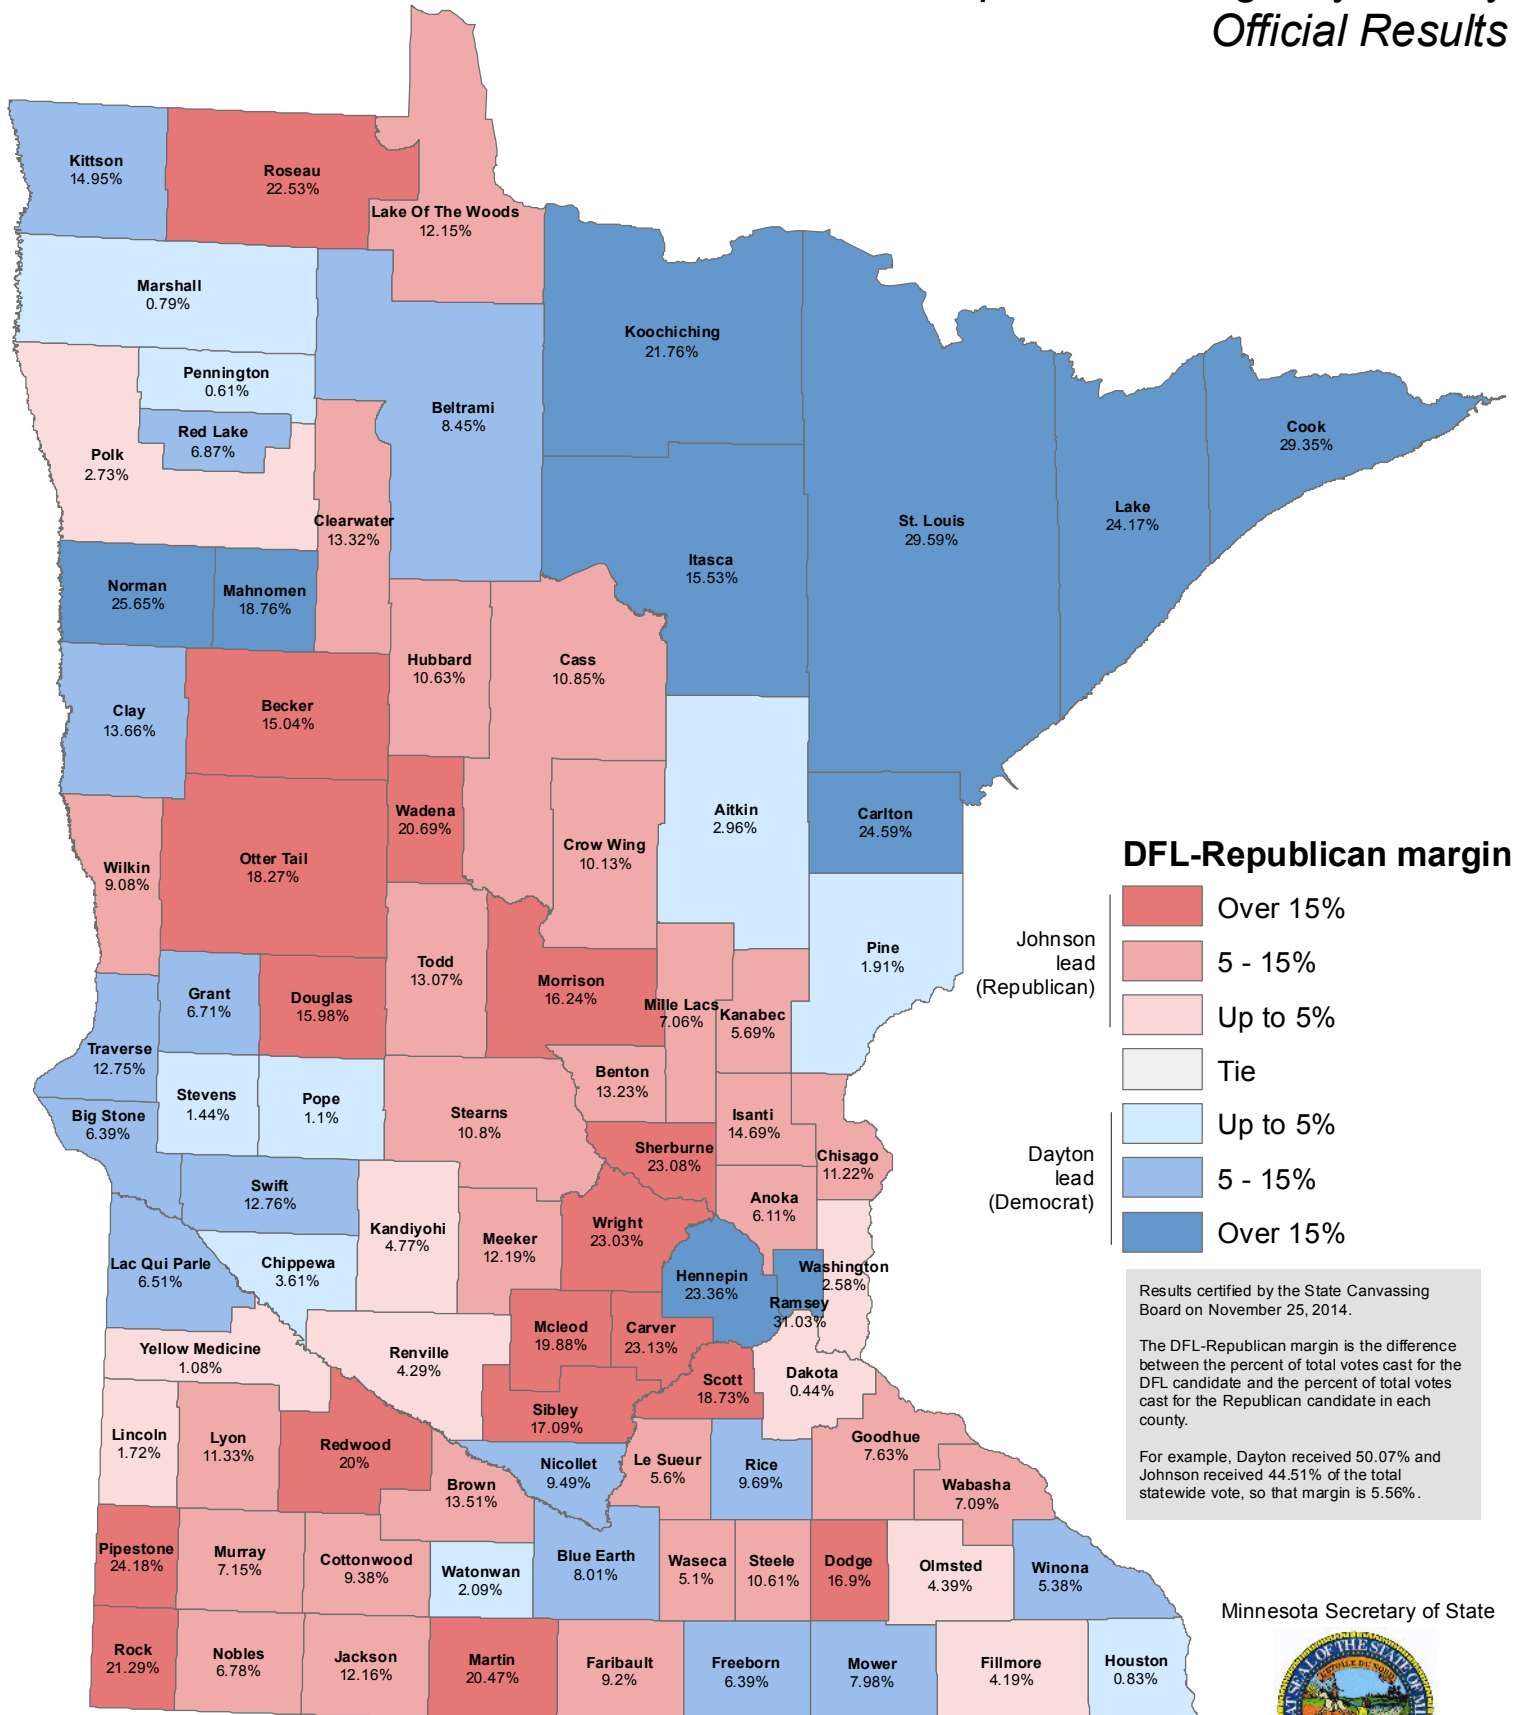 Official Results
Kittson
14.95%
Roseau
22.53%
Lake Of The Woods
12.15%
Marshall
0.79%
Koochiching
21.76%
Pennington
0.61%
Beltrami
8.45%
Red Lake
6.87%
Polk
2.73%
Cook
29.35%
Clearwater
13.32%
St. Louis
29.59%
Lake
24.17%
Itasca
15.53%
Norman
25.65%
Mahnomen
18.76%
Hubbard
10.63%
Cass
10.85%
Clay
13.66%
Becker
15.04%
Wadena
20.69%
Aitkin
2.96%
Carlton
24.59%
Crow Wing
10.13%
Otter Tail
18.27%
Wilkin
9.08%
Pine
1.91%
Todd
13.07%
Morrison
16.24%
Grant
6.71%
Douglas
15.98%
Mille Lacs
7.06%
Kanabec
5.69%
Traverse
12.75%
Benton
13.23%
Stevens
1.44%
Pope
1.1%
Big Stone
6.39%
Stearns
10.8%
Isanti
14.69%
Sherburne
23.08%
Chisago
11.22%
Swift
12.76%
Anoka
6.11%
Kandiyohi
4.77%
Wright
23.03%
Meeker
12.19%
Lac Qui Parle
6.51%
Chippewa
3.61%
Hennepin
23.36%
Washington
2.58%
Ramsey
31.03%
Mcleod
19.88%
Carver
23.13%
Yellow Medicine
1.08%
Renville
4.29%
Scott
18.73%
Dakota
0.44%
Sibley
17.09%
Lincoln
1.72%
Lyon
11.33%
Redwood
20%
Goodhue
7.63%
Nicollet
9.49%
Le Sueur
5.6%
Rice
9.69%
Brown
13.51%
Wabasha
7.09%
Pipestone
24.18%
Murray
7.15%
Cottonwood
9.38%
Watonwan
2.09%
Blue Earth
8.01%
Waseca
5.1%
Steele
10.61%
Dodge
16.9%
Olmsted
4.39%
Winona
5.38%
Rock
21.29%
Nobles
6.78%
Jackson
12.16%
Martin
20.47%
Faribault
9.2%
Freeborn
6.39%
Mower
7.98%
Fillmore
4.19%
Houston
0.83%
DFL-Republican margin
Johnson
lead
(Republican)
Over 15%
5 - 15%
Up to 5%
Tie
Dayton
lead
(Democrat)
Up to 5%
5 - 15%
Over 15%
Results certified by the State Canvassing
Board on November 25, 2014.
The DFL-Republican margin is the difference
between the percent of total votes cast for the
DFL candidate and the percent of total votes
cast for the Republican candidate in each
county.
For example, Dayton received 50.07% and
Johnson received 44.51% of the total
statewide vote, so that margin is 5.56%.
Minnesota Secretary of State
L'ETOILE DU NORD